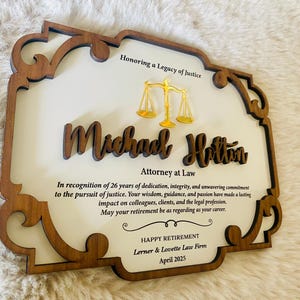 Honoring a Legacy of Justice
Michael Hutton
Attorney at Law
In recognition of 26 years of dedication, integrity, and unwavering commitment
to the pursuit of justice. Your wisdom, guidance, and passion have made a lasting
impact on colleagues, clients, and the legal profession.
May your retirement be as regarding as your career.
HAPPY RETIREMENT
Lerner & Lovette Law Firm
April 2025